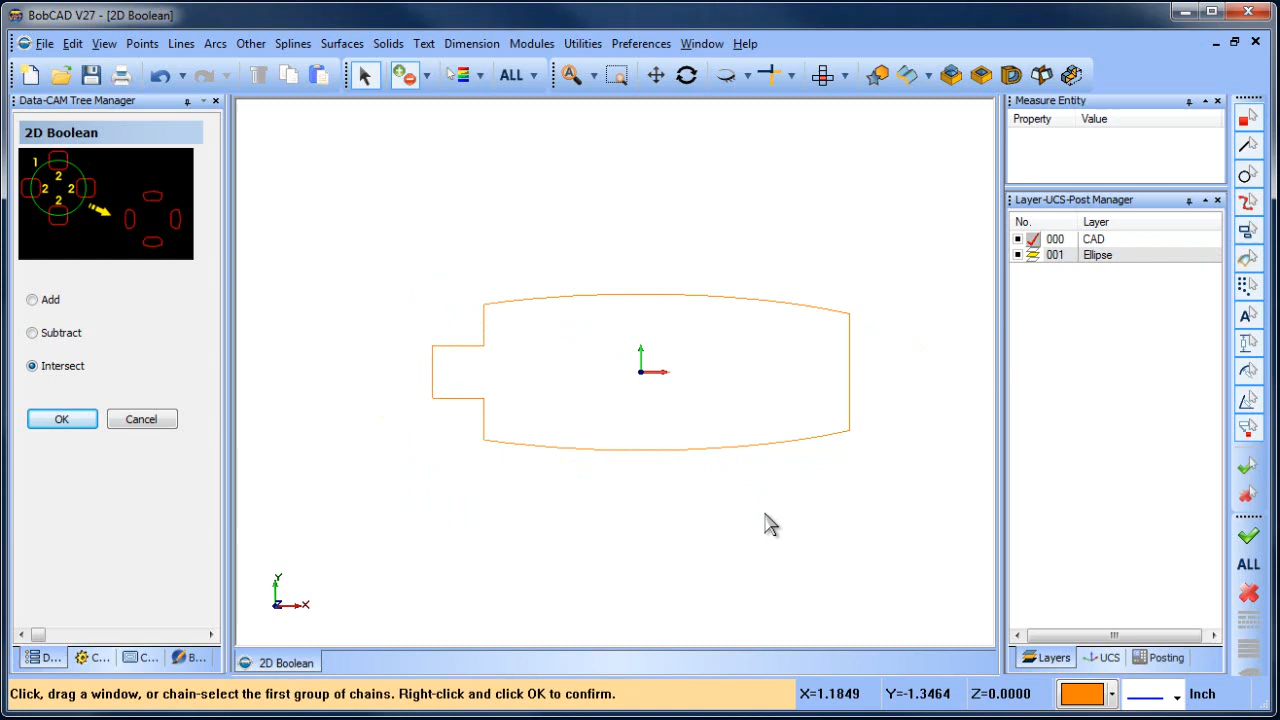 BobCAD V27 - [2D Boolean]
File Edit View Points Lines Arcs Other Splines Surfaces Solids Text Dimension Modules Utilities Preferences Window Help
ALL
Data-CAM Tree Manager
2D Boolean
1
2
2 2
2
Add
Subtract
Intersect
OK Cancel
D... C... C... B...
Y
Z X
2D Boolean
Measure Entity
Property Value
Layer-UCS-Post Manager
No. Layer
000 CAD
001 Ellipse
Layers UCS Posting
A
ALL
Click, drag a window, or chain-select the first group of chains. Right-click and click OK to confirm. X=1.1849 Y=-1.3464 Z=0.0000 Inch